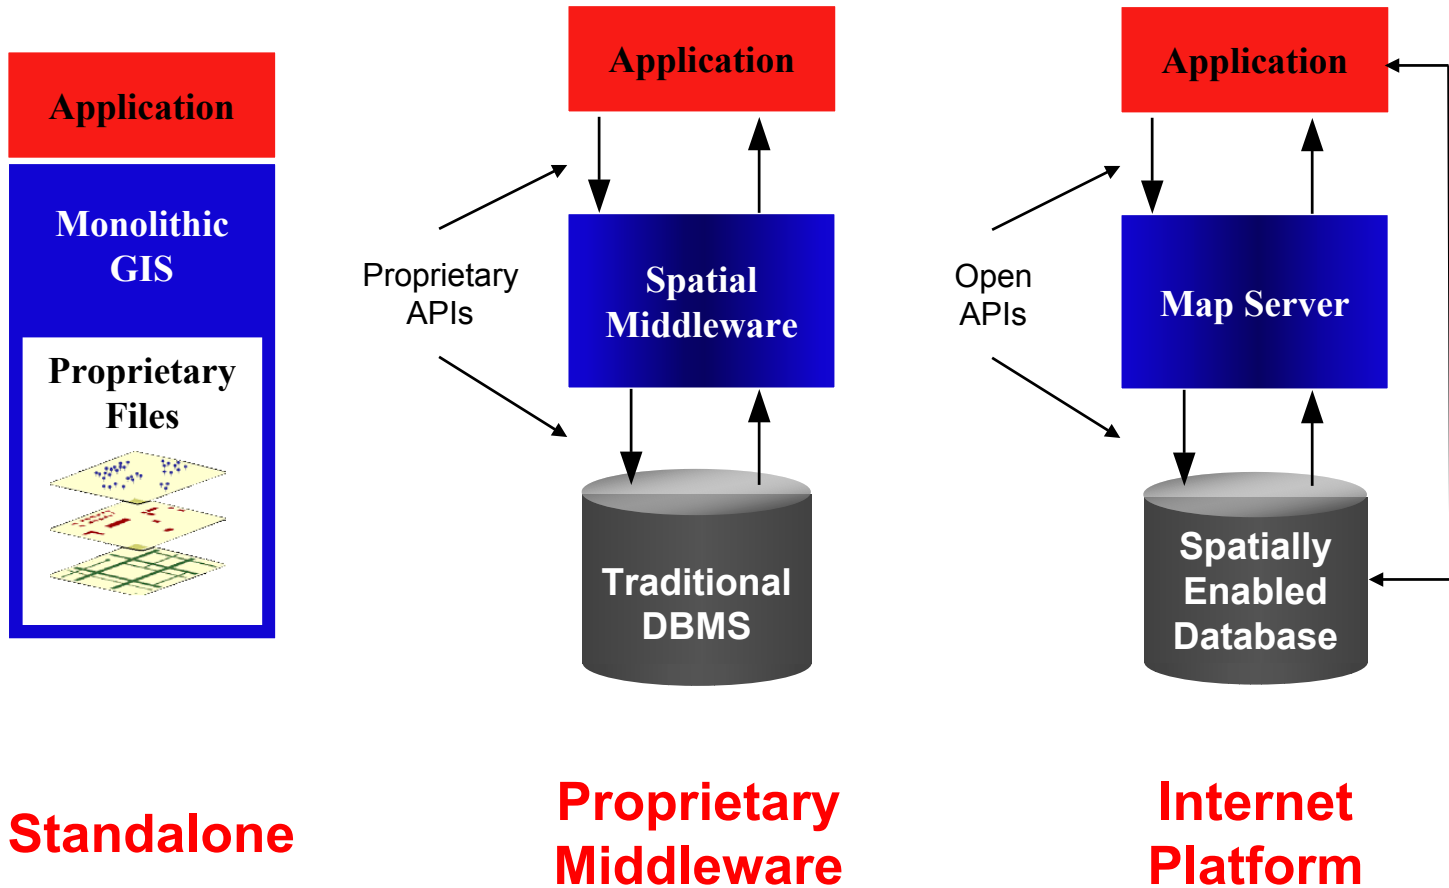 Application
Monolithic
GIS
Proprietary
Files
Standalone
Application
Proprietary
APIs
Spatial
Middleware
Traditional
DBMS
Proprietary
Middleware
Application
Open
APIs
Map Server
Spatially
Enabled
Database
Internet
Platform